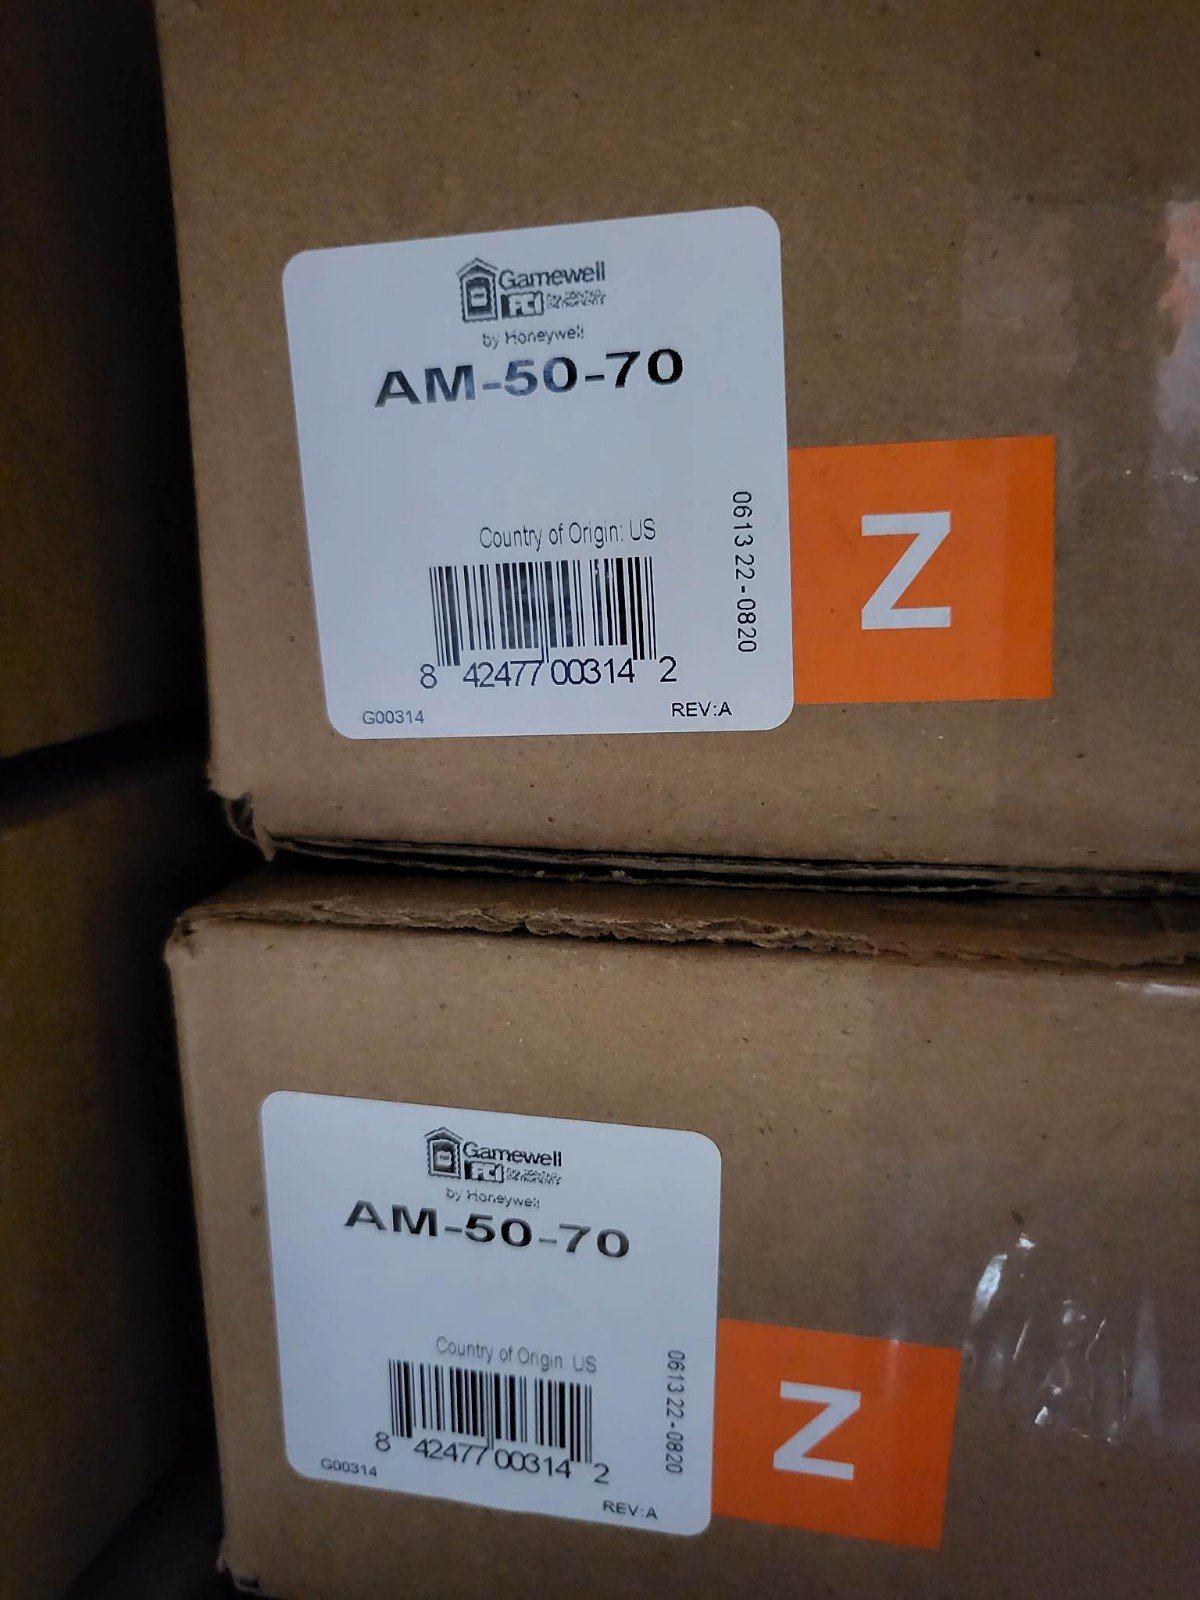 Gamewell
FCI
by Honeywell
AM-50-70
Country of Origin: US
0613 22-0820
8 42477 00314 2
G00314
REV:A
Z
Gamewell
FCI
by Honeywell
AM-50-70
Country of Origin: US
0613 22-0820
8 42477 00314 2
G00314
REV:A
Z